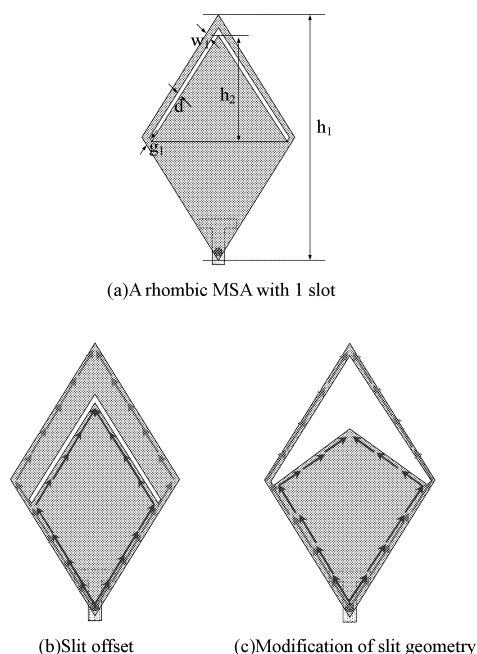 w₁
h₂
h₁
d
g₁
(a)A rhombic MSA with 1 slot
(b)Slit offset
(c)Modification of slit geometry